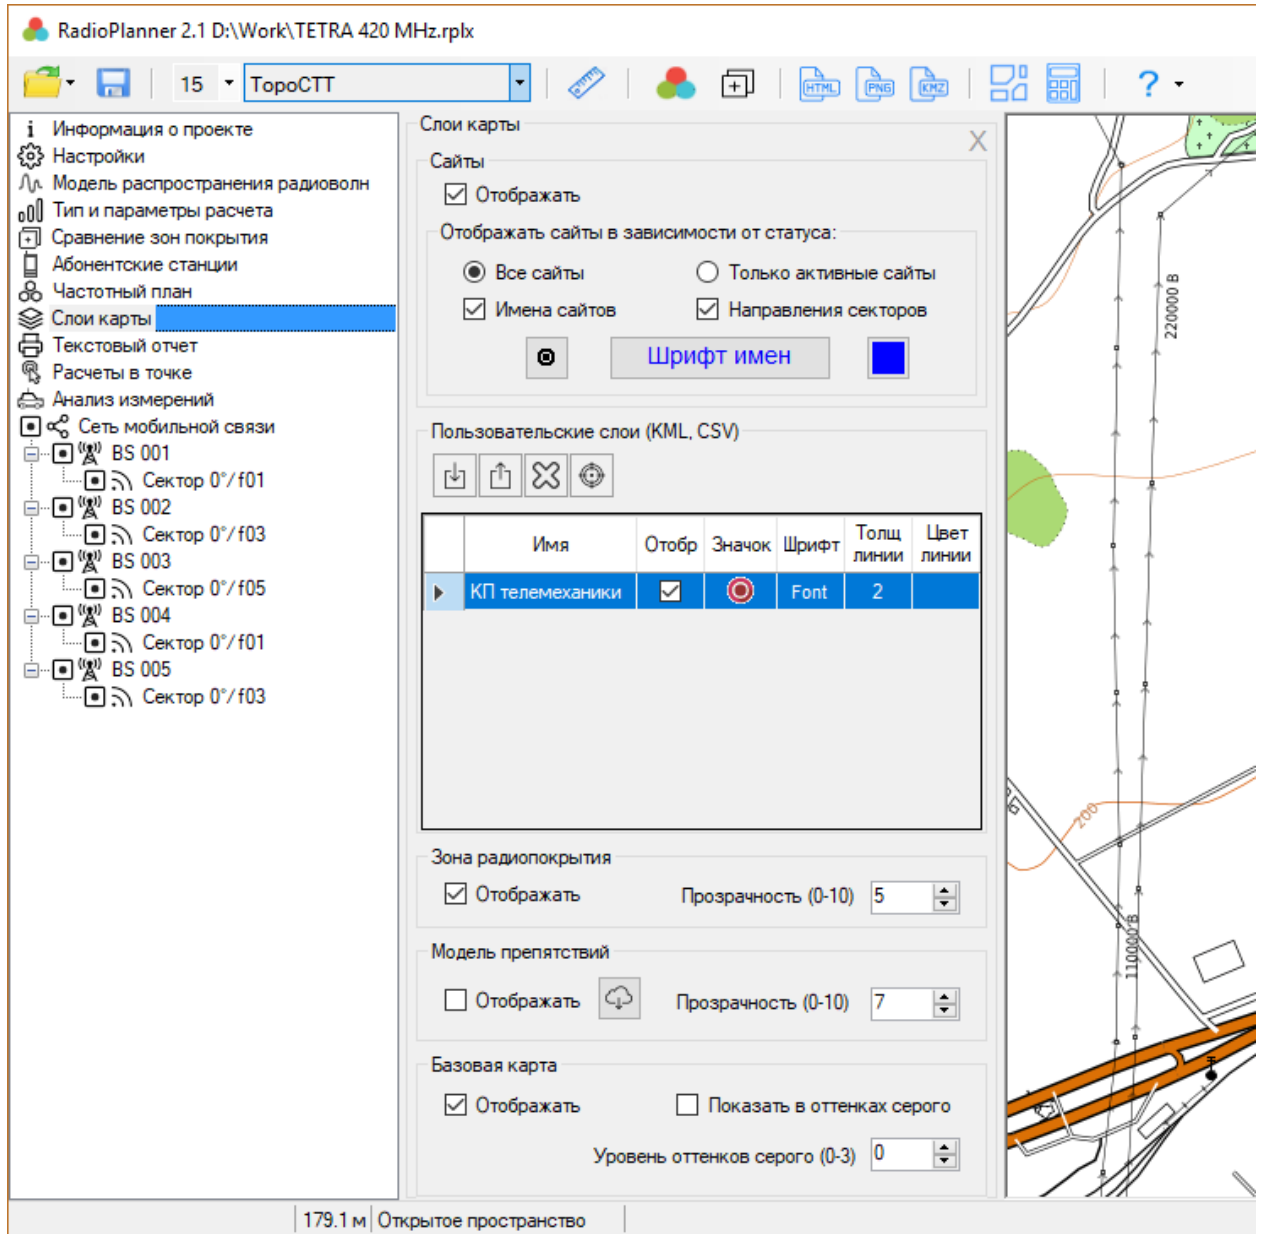 RadioPlanner 2.1 D:\Work\TETRA 420 MHz.rplx
15 ТороСТТ
HTML PNG KMZ ?
i Информация о проекте
Настройки
Модель распространения радиоволн
Тип и параметры расчета
Сравнение зон покрытия
Абонентские станции
Частотный план
Слои карты
Текстовый отчет
Расчеты в точке
Анализ измерений
Сеть мобильной связи
BS 001
Сектор 0°/ f01
BS 002
Сектор 0°/ f03
BS 003
Сектор 0°/ f05
BS 004
Сектор 0°/ f01
BS 005
Сектор 0°/ f03
Слои карты
X
Сайты
Отображать
Отображать сайты в зависимости от статуса:
Все сайты Только активные сайты
Имена сайтов Направления секторов
Шрифт имен
Пользовательские слои (KML, CSV)
Имя Отобр Значок Шрифт Толщ линии Цвет линии
КП телемеханики Font 2
Зона радиопокрытия
Отображать Прозрачность (0-10) 5
Модель препятствий
Отображать Прозрачность (0-10) 7
Базовая карта
Отображать Показать в оттенках серого
Уровень оттенков серого (0-3) 0
220000 В
200
110000 В
179.1 м Открытое пространство